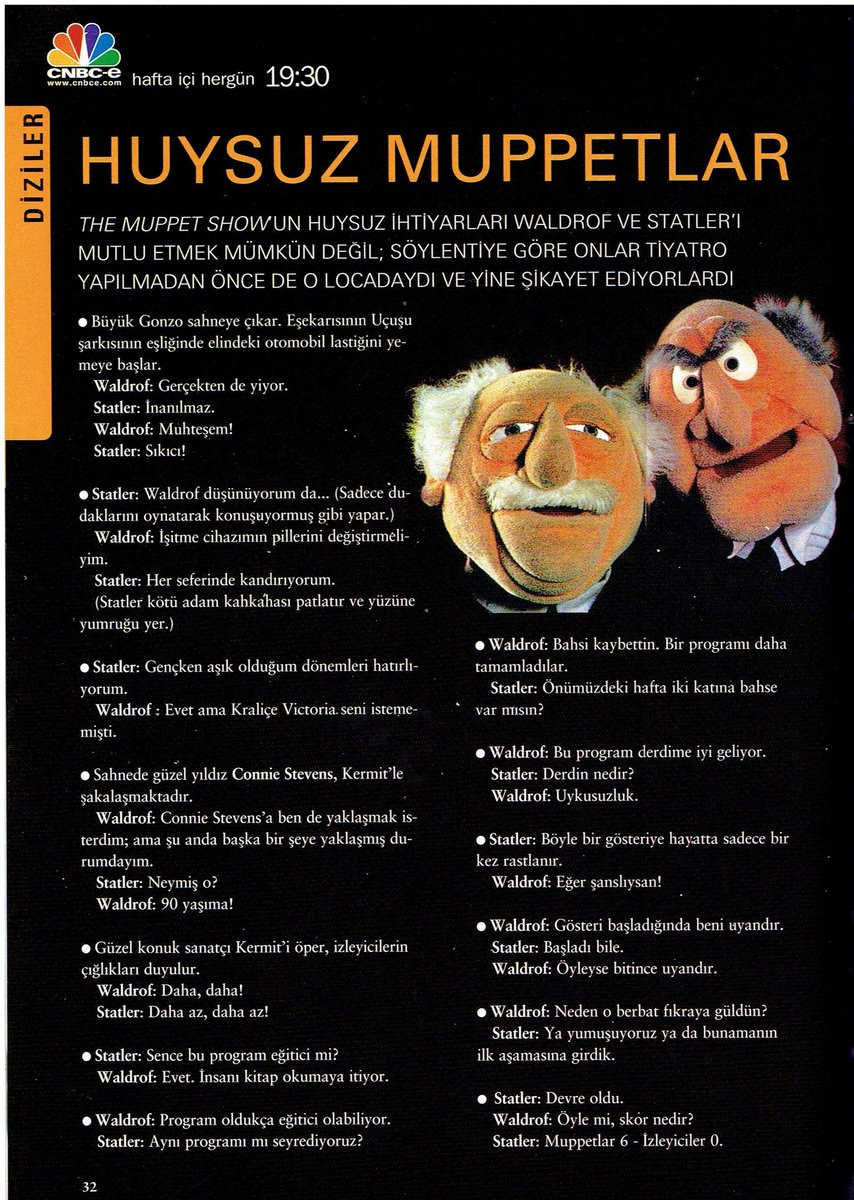 CNBC-e
www.cnbce.com
hafta içi hergün 19:30
DİZİLER
HUYSUZ MUPPETLAR
THE MUPPET SHOW'UN HUYSUZ İHTİYARLARI WALDROF VE STATLER'I
MUTLU ETMEK MÜMKÜN DEĞİL; SÖYLENTİYE GÖRE ONLAR TİYATRO
YAPILMADAN ÖNCE DE O LOCADAYDI VE YİNE ŞİKAYET EDİYORLARDI
● Büyük Gonzo sahneye çıkar. Eşekarısının Uçuşu
şarkısının eşliğinde elindeki otomobil lastiğini ye-
meye başlar.
Waldrof: Gerçekten de yiyor.
Statler: İnanılmaz.
Waldrof: Muhteşem!
Statler: Sıkıcı!
● Statler: Waldrof düşünüyorum da... (Sadece du-
daklarını oynatarak konuşuyormuş gibi yapar.)
Waldrof: İşitme cihazımın pillerini değiştirmeli-
yim.
Statler: Her seferinde kandırıyorum.
(Statler kötü adam kahkahası patlatır ve yüzüne
yumruğu yer.)
● Statler: Gençken aşık olduğum dönemleri hatırlı-
yorum.
Waldrof : Evet ama Kraliçe Victoria seni isteme-
mişti.
● Sahnede güzel yıldız Connie Stevens, Kermit'le
şakalaşmaktadır.
Waldrof: Connie Stevens'a ben de yaklaşmak is-
terdim; ama şu anda başka bir şeye yaklaşmış du-
rumdayım.
Statler: Neymiş o?
Waldrof: 90 yaşıma!
● Güzel konuk sanatçı Kermit'i öper, izleyicilerin
çığlıkları duyulur.
Waldrof: Daha, daha!
Statler: Daha az, daha az!
● Statler: Sence bu program eğitici mi?
Waldrof: Evet. İnsanı kitap okumaya itiyor.
● Waldrof: Program oldukça eğitici olabiliyor.
Statler: Aynı programı mı seyrediyoruz?
● Waldrof: Bahsi kaybettin. Bir programı daha
tamamladılar.
Statler: Önümüzdeki hafta iki katına bahse
var mısın?
● Waldrof: Bu program derdime iyi geliyor.
Statler: Derdin nedir?
Waldrof: Uykusuzluk.
● Statler: Böyle bir gösteriye hayatta sadece bir
kez rastlanır.
Waldrof: Eğer şanslıysan!
● Waldrof: Gösteri başladığında beni uyandır.
Statler: Başladı bile.
Waldrof: Öyleyse bitince uyandır.
● Waldrof: Neden o berbat fıkraya güldün?
Statler: Ya yumuşuyoruz ya da bunamanın
ilk aşamasına girdik.
● Statler: Devre oldu.
Waldrof: Öyle mi, skor nedir?
Statler: Muppetlar 6 - İzleyiciler 0.
32